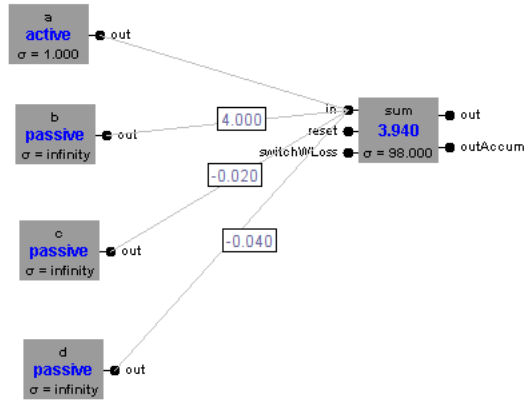 a
active
σ = 1.000
out
b
passive
σ = infinity
out
4.000
in
reset
switchWLoss
sum
3.940
σ = 98.000
out
outAccum
-0.020
c
passive
σ = infinity
out
-0.040
d
passive
σ = infinity
out